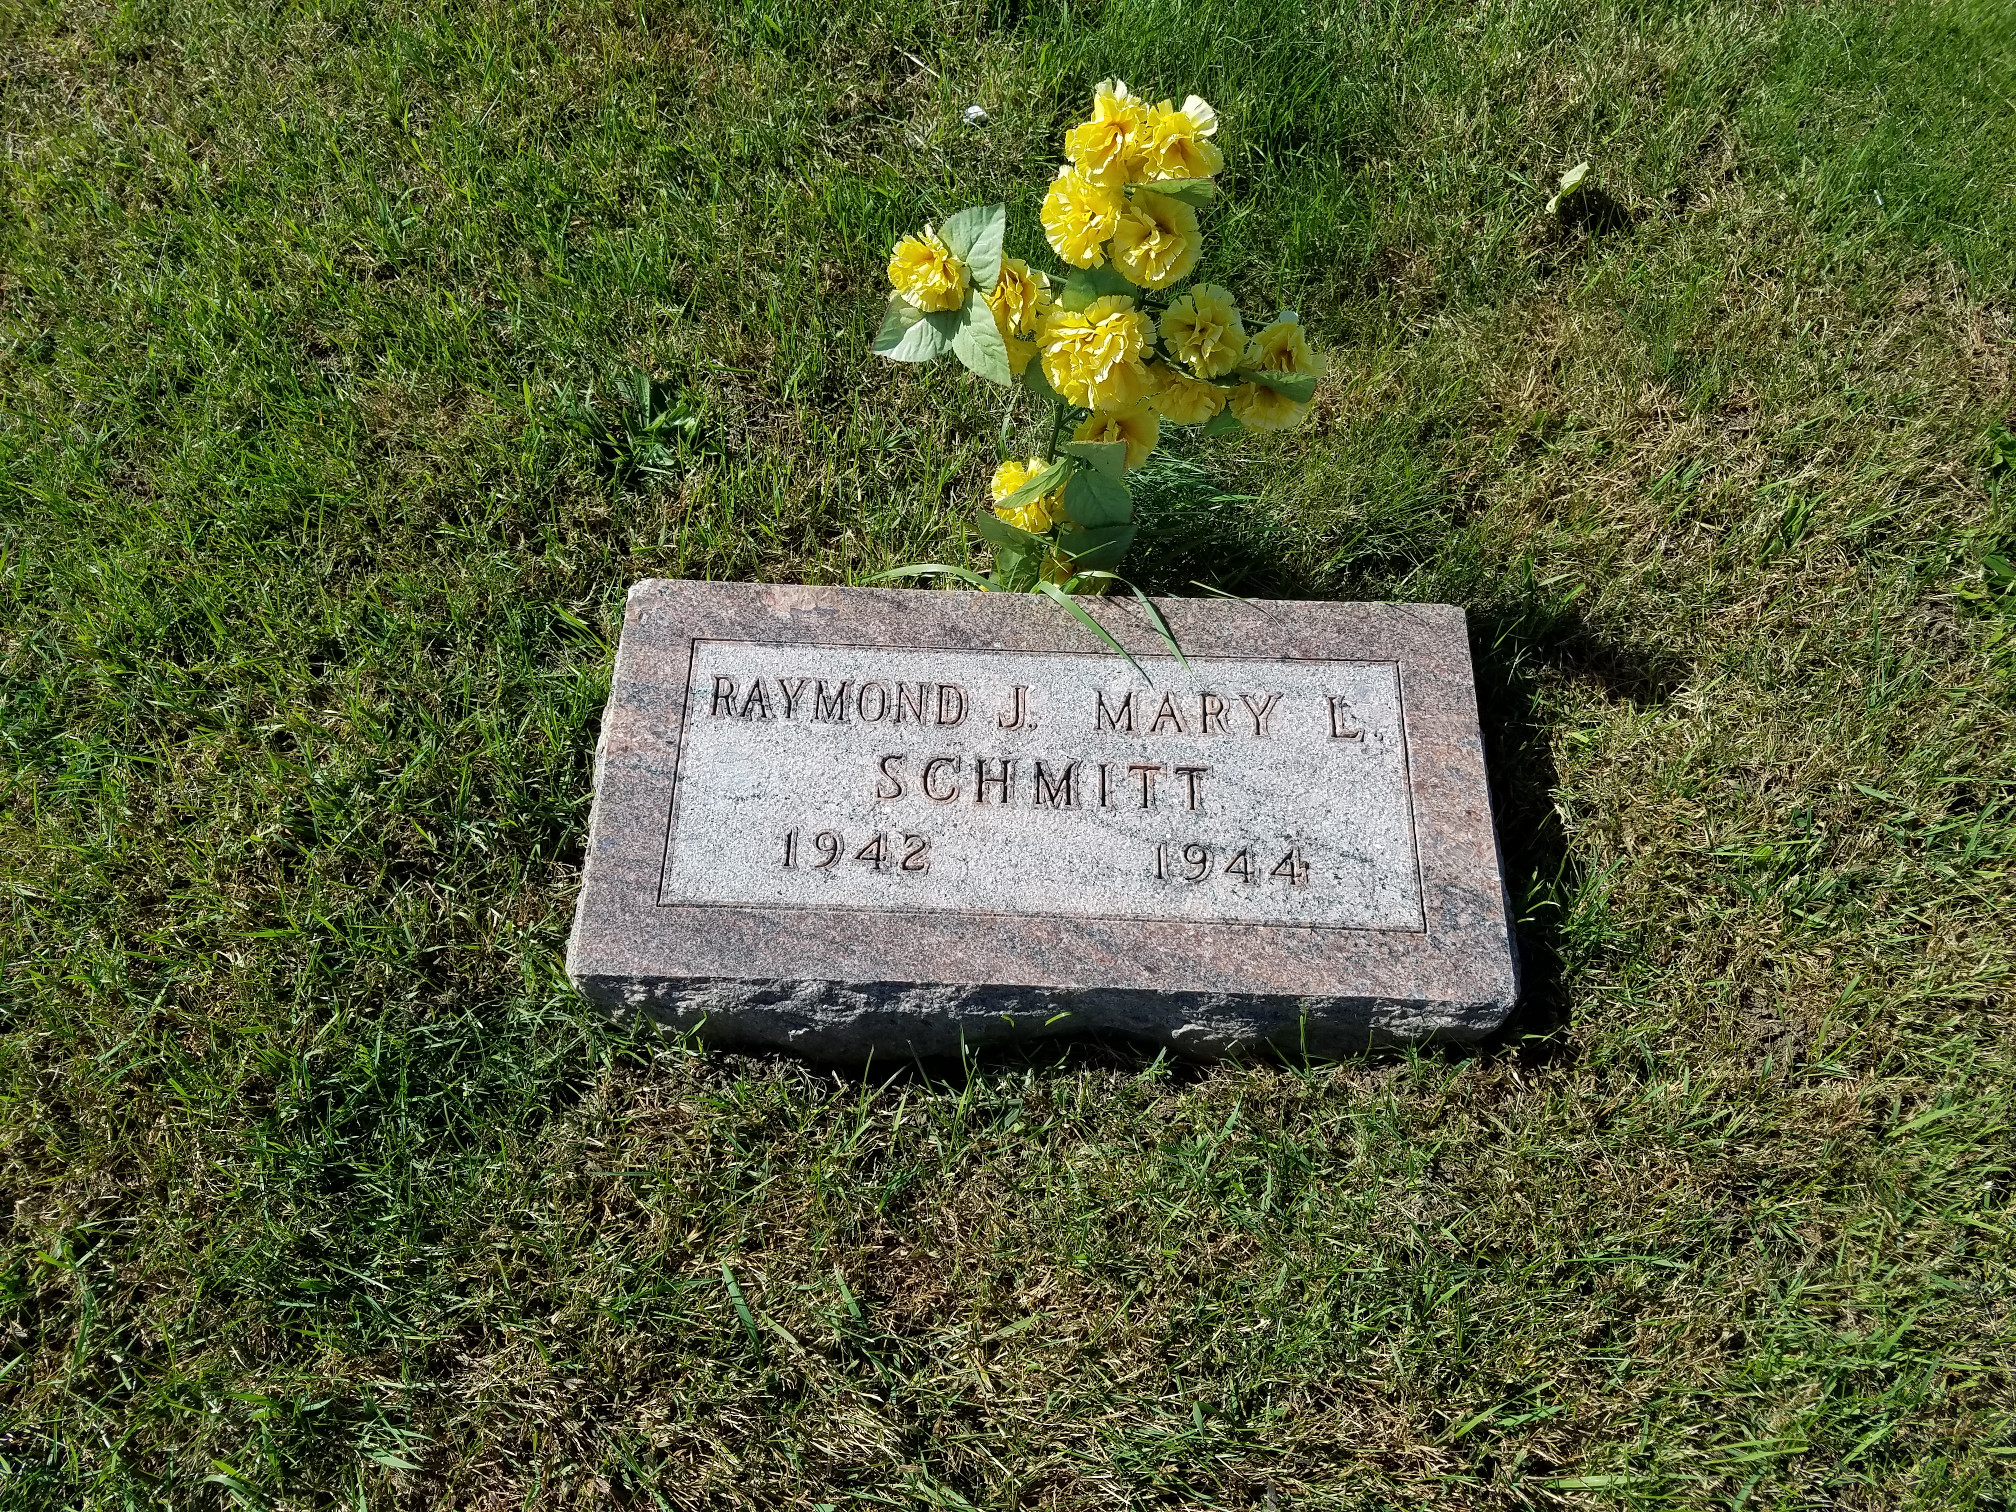 RAYMOND J. MARY L.
SCHMITT
1942 1944